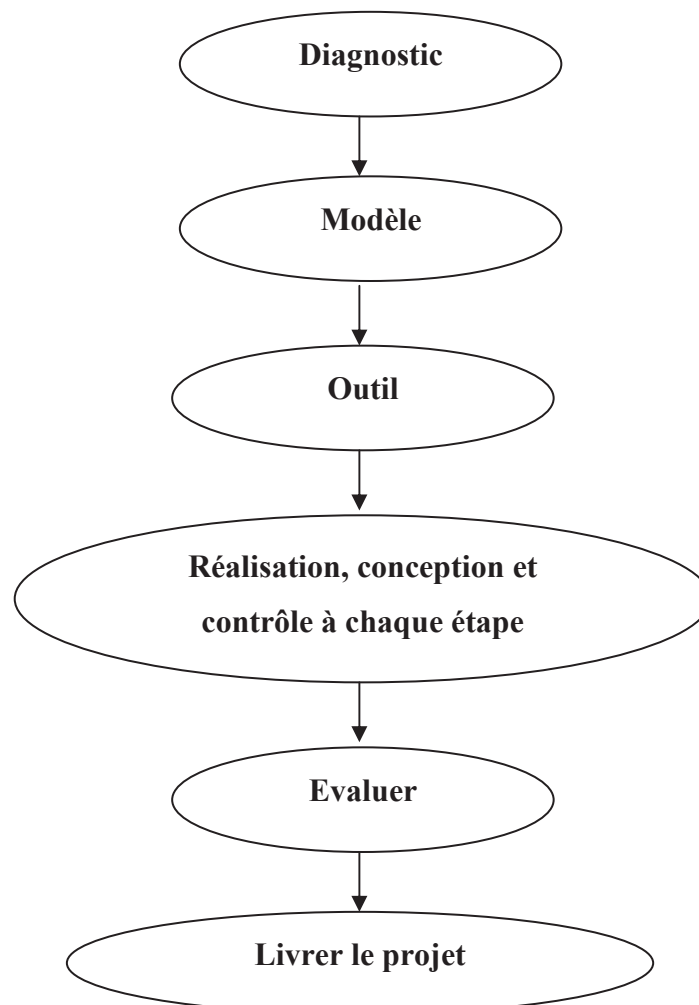 Diagnostic
Modèle
Outil
Réalisation, conception et
contrôle à chaque étape
Evaluer
Livrer le projet